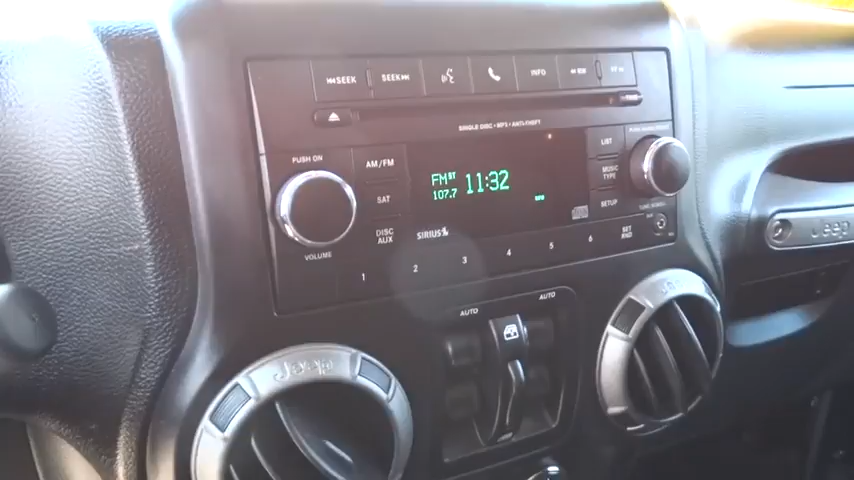 SEEK
SEEK
INFO
SINGLE DISC • MP3 • ANTI-THEFT
PUSH ON
AM/FM
SAT
DISC
AUX
VOLUME
FM ST
107.7
11:32
SIRIUS
LIST
MUSIC
TYPE
SETUP
SET
RND
1
2
3
4
5
6
AUTO
AUTO
Jeep
Jeep
Jeep